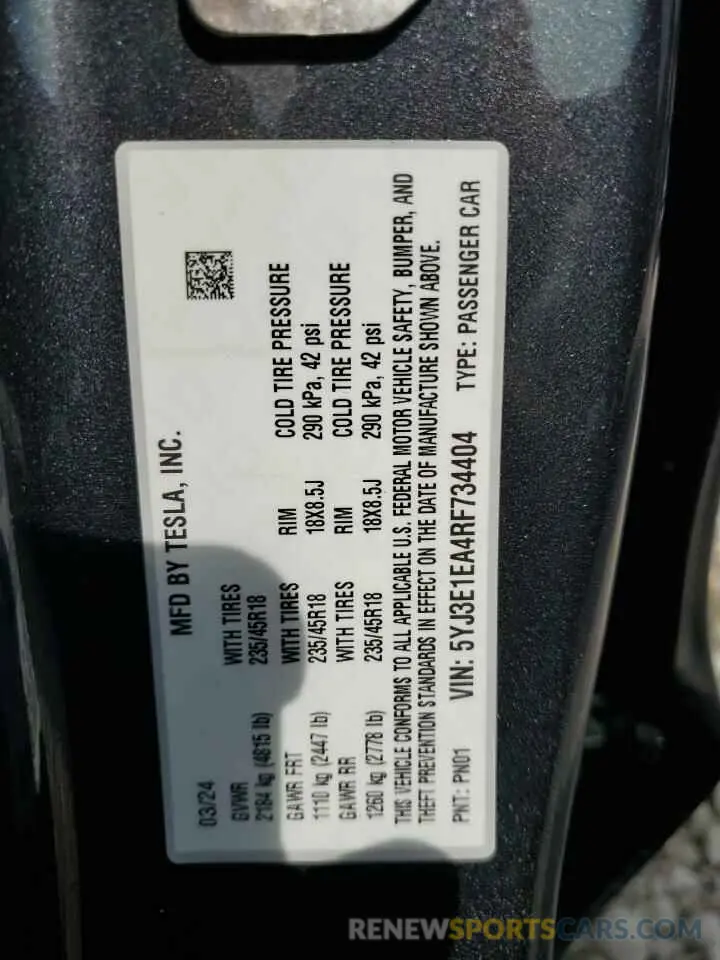 MFD BY TESLA, INC.
03/24
GVWR WITH TIRES RIM COLD TIRE PRESSURE
2184 kg (4815 lb) 235/45R18 18X8.5J 290 kPa, 42 psi
GAWR FRT WITH TIRES RIM COLD TIRE PRESSURE
1110 kg (2447 lb) 235/45R18 18X8.5J 290 kPa, 42 psi
GAWR RR WITH TIRES
1260 kg (2778 lb) 235/45R18
THIS VEHICLE CONFORMS TO ALL APPLICABLE U.S. FEDERAL MOTOR VEHICLE SAFETY, BUMPER, AND
THEFT PREVENTION STANDARDS IN EFFECT ON THE DATE OF MANUFACTURE SHOWN ABOVE.
PNT: PN01 VIN: 5YJ3E1EA4RF734404 TYPE: PASSENGER CAR
RENEWSPORTSCARS.COM